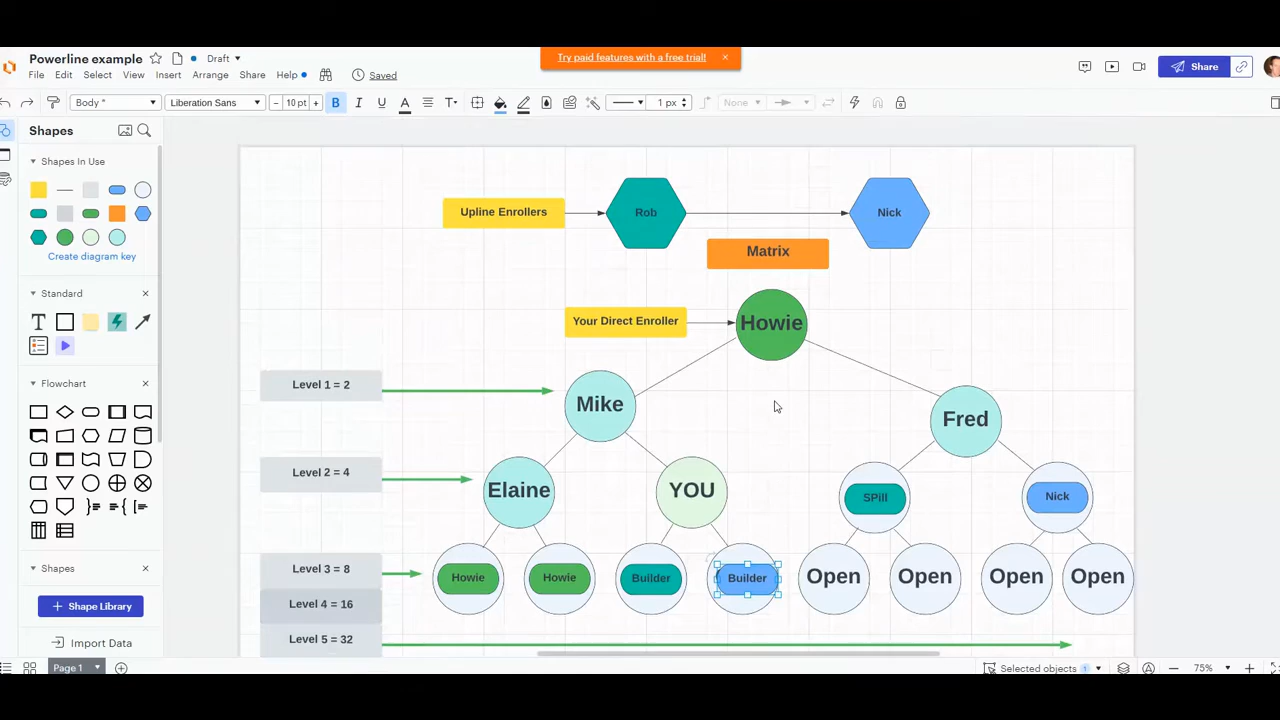 Powerline example
Draft
Try paid features with a free trial!
File Edit Select View Insert Arrange Share Help Saved
Share
Body * Liberation Sans 10 pt B I U A T 1 px None
Shapes
Shapes In Use
Create diagram key
Standard
T
Flowchart
Shapes
+ Shape Library
Import Data
Upline Enrollers
Rob
Nick
Matrix
Your Direct Enroller
Howie
Level 1 = 2
Mike
Fred
Level 2 = 4
Elaine
YOU
SPill
Nick
Level 3 = 8
Howie
Howie
Builder
Builder
Open
Open
Open
Open
Level 4 = 16
Level 5 = 32
Page 1
Selected objects 1
75%